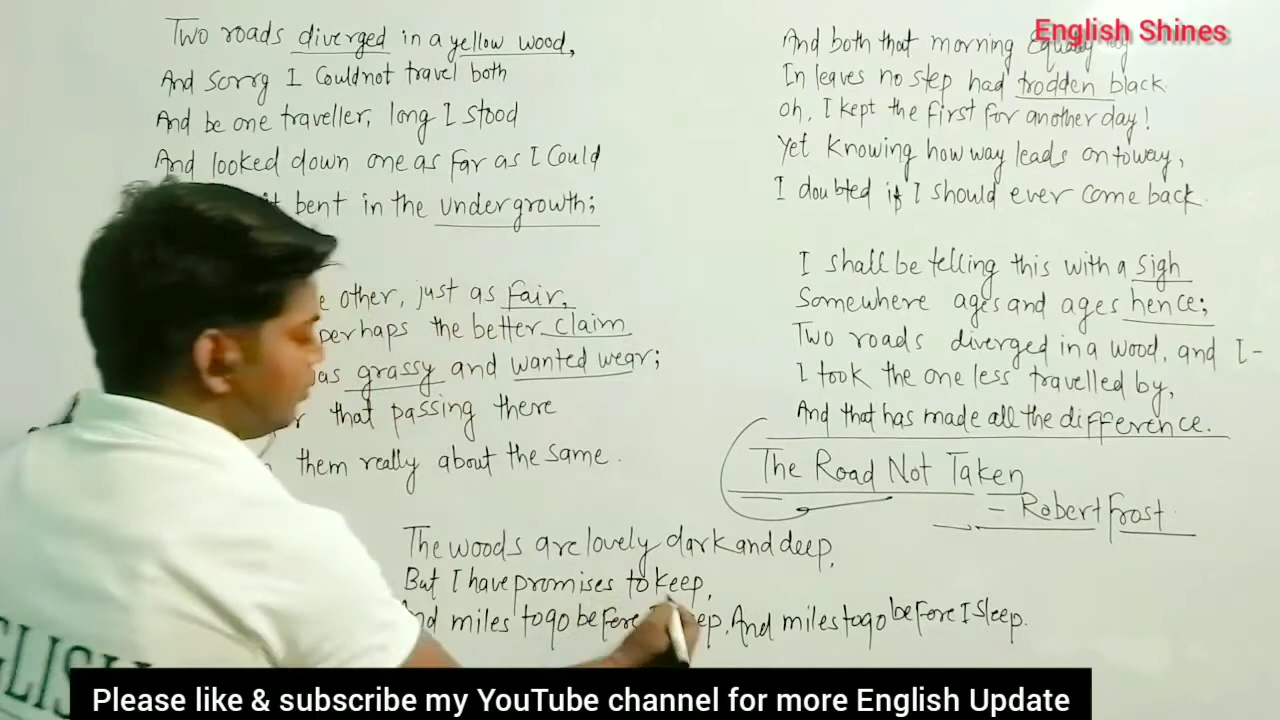 Two roads diverged in a yellow wood,
And sorrg I Couldnot travel both
And be one traveller, long I stood
And looked down one as far as I Could
bent in the undergrowth;
other, just as Fair,
perhaps the better claim
grassy and wanted wear;
that passing there
them really about the same.
And both that morning Equally lay
In leaves no step had trodden black.
oh, I kept the first for another day!
Yet knowing how way leads on to way,
I doubted if I should ever come back.
I shall be telling this with a sigh
Somewhere ages and ages hence;
Two roads diverged in a wood, and I-
I took the one less travelled by,
And that has made all the difference.
The Road Not Taken
- Robert Frost
The woods are lovely dark and deep,
But I have promises to keep,
miles to go before I And miles to go before I Sleep.
English Shines
Please like & subscribe my YouTube channel for more English Update